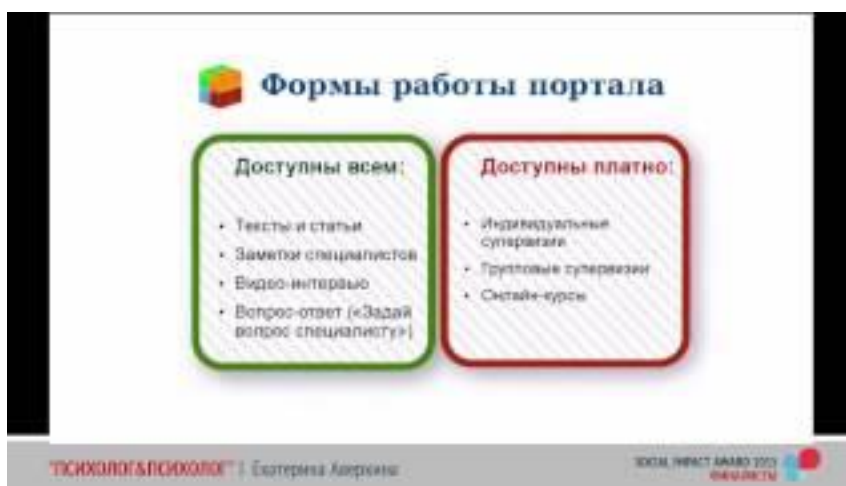 Формы работы портала
Доступны всем:
• Тексты и статьи
• Заметки специалистов
• Видео-интервью
• Вопрос-ответ («Задай
вопрос специалисту»)
Доступны платно:
• Индивидуальные
супервизии
• Групповые супервизии
• Онлайн-курсы
"ПСИХОЛОГ&ПСИХОЛОГ" | Екатерина
SOCIAL IMPACT AWARD
ФИНАЛИСТЫ